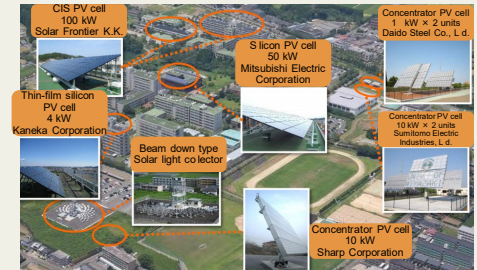 CIS PV cell
100 kW
Solar Frontier K.K.
Silicon PV cell
50 kW
Mitsubishi Electric
Corporation
Concentrator PV cell
1 kW × 2 units
Daido Steel Co., L d.
Thin-film silicon
PV cell
4 kW
Kaneka Corporation
Beam down type
Solar light co lector
Concentrator PV cell
10 kW × 2 units
Sumitomo Electric
Industries, L d.
Concentrator PV cell
10 kW
Sharp Corporation